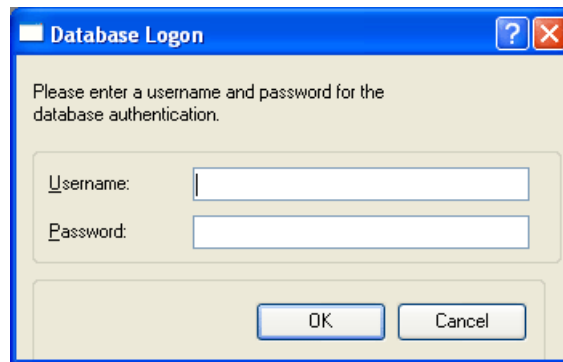 Database Logon
Please enter a username and password for the
database authentication.
Username:
Password:
OK Cancel